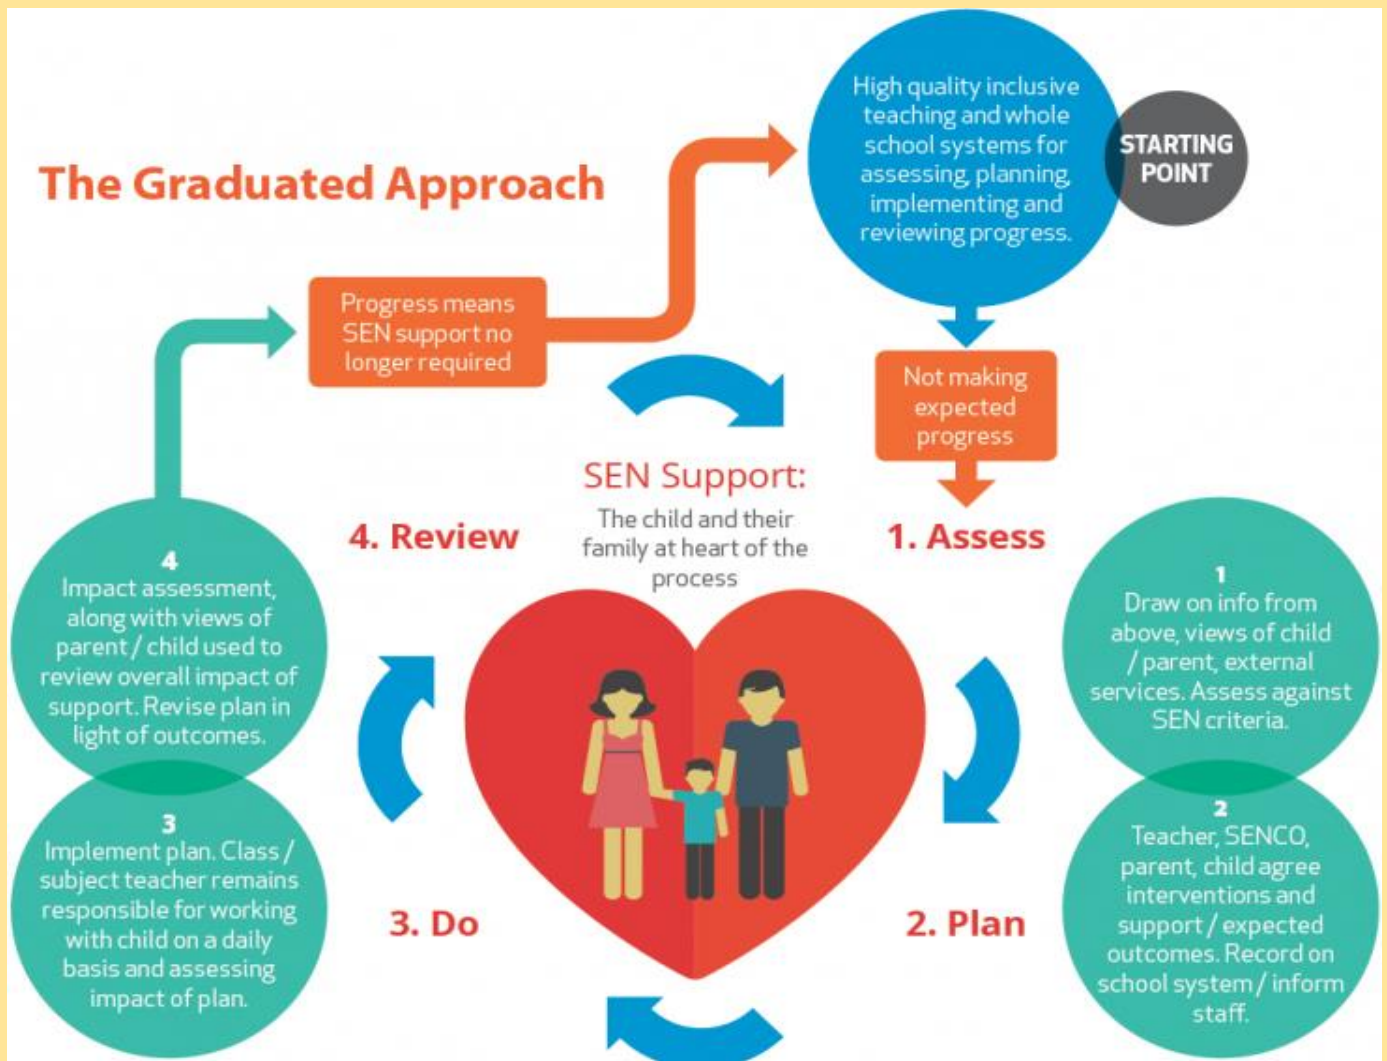 The Graduated Approach
High quality inclusive
teaching and whole
school systems for
assessing, planning,
implementing and
reviewing progress.
STARTING
POINT
Progress means
SEN support no
longer required
Not making
expected
progress
SEN Support:
The child and their
family at heart of the
process
4. Review
1. Assess
4
Impact assessment,
along with views of
parent / child used to
review overall impact of
support. Revise plan in
light of outcomes.
1
Draw on info from
above, views of child
/ parent, external
services. Assess against
SEN criteria.
3
Implement plan. Class /
subject teacher remains
responsible for working
with child on a daily
basis and assessing
impact of plan.
3. Do
2. Plan
2
Teacher, SENCO,
parent, child agree
interventions and
support / expected
outcomes. Record on
school system / inform
staff.